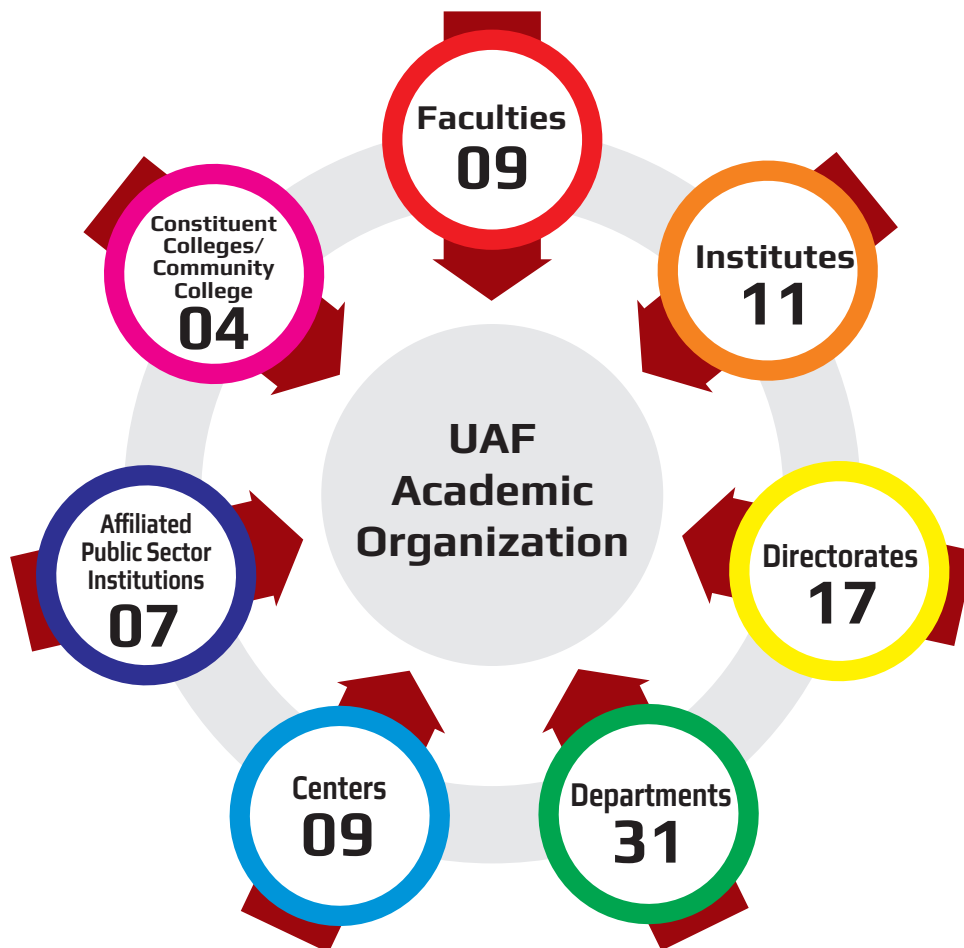 Faculties
09
Institutes
11
Directorates
17
Departments
31
Centers
09
Affiliated
Public Sector
Institutions
07
Constituent
Colleges/
Community
College
04
UAF
Academic
Organization